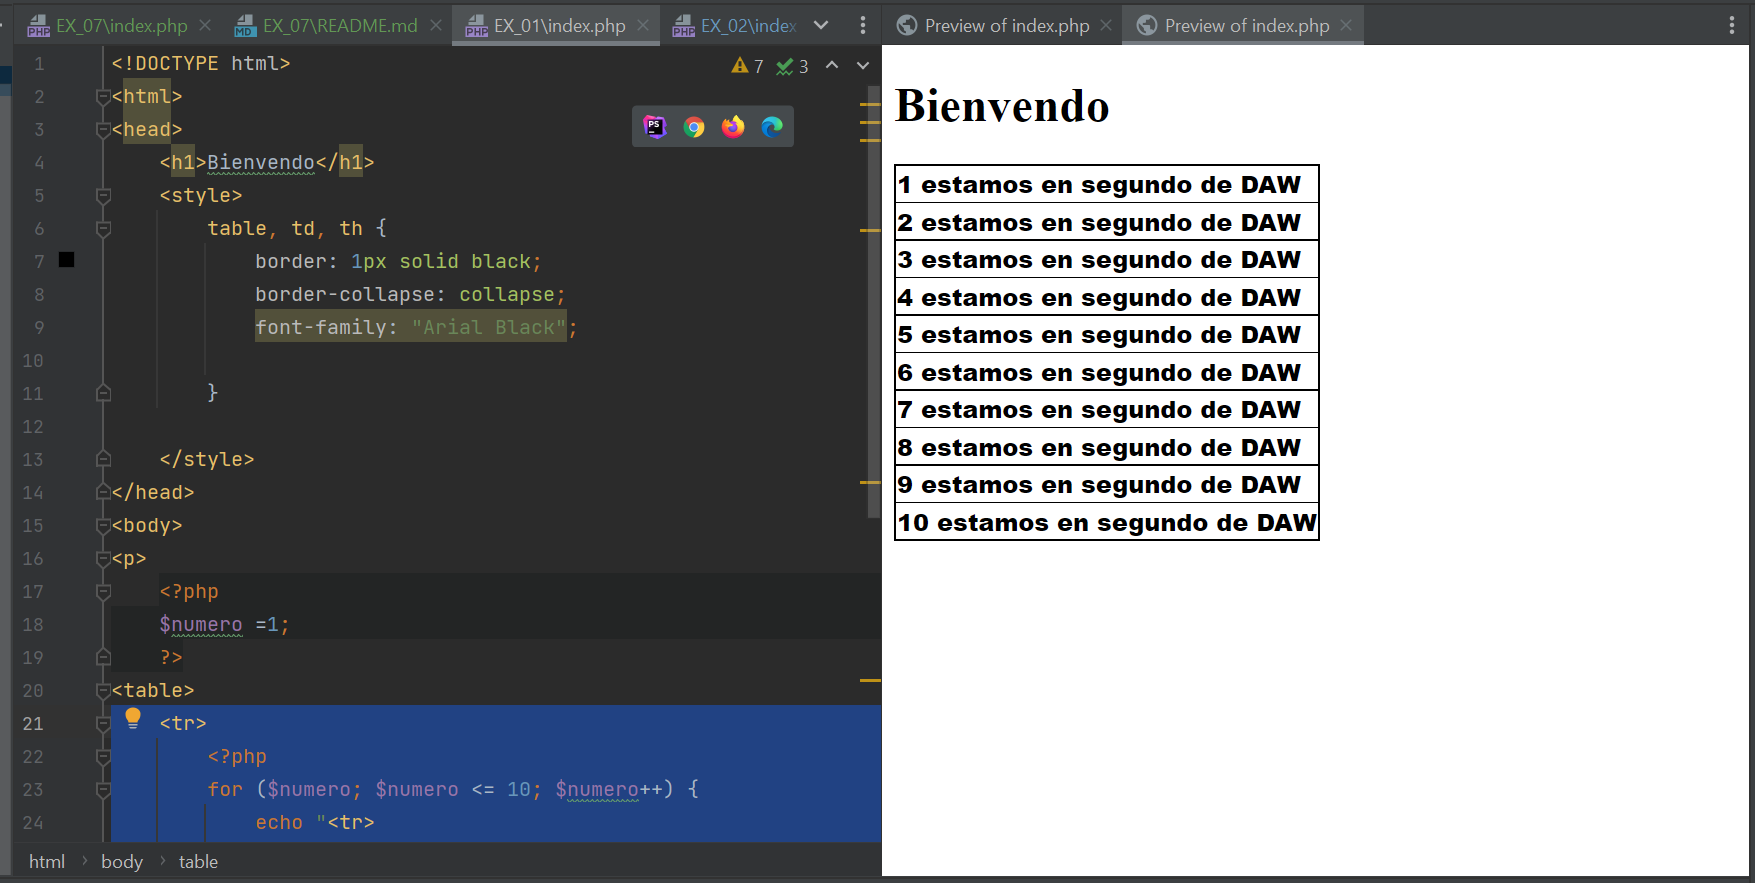 EX_07\index.php EX_07\README.md EX_01\index.php EX_02\index Preview of index.php Preview of index.php
7 3
1 <!DOCTYPE html>
2 <html>
3 <head>
4 <h1>Bienvendo</h1>
5 <style>
6 table, td, th {
7 border: 1px solid black;
8 border-collapse: collapse;
9 font-family: "Arial Black";
10
11 }
12
13 </style>
14 </head>
15 <body>
16 <p>
17 <?php
18 $numero =1;
19 ?>
20 <table>
21 <tr>
22 <?php
23 for ($numero; $numero <= 10; $numero++) {
24 echo "<tr>
html › body › table
Bienvendo
1 estamos en segundo de DAW
2 estamos en segundo de DAW
3 estamos en segundo de DAW
4 estamos en segundo de DAW
5 estamos en segundo de DAW
6 estamos en segundo de DAW
7 estamos en segundo de DAW
8 estamos en segundo de DAW
9 estamos en segundo de DAW
10 estamos en segundo de DAW